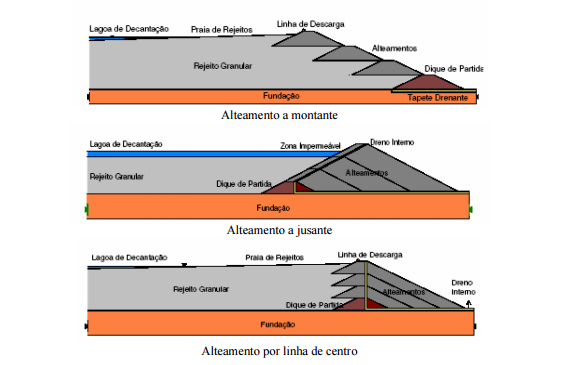 Linha de Descarga
Lagoa de Decantação
Praia de Rejeitos
Alteamentos
Rejeito Granular
Dique de Partida
Fundação
Tapete Drenante
Alteamento a montante
Lagoa de Decantação
Zona Impermeável
Dreno Interno
Rejeito Granular
Alteamentos
Dique de Partida
Fundação
Alteamento a jusante
Lagoa de Decantação
Praia de Rejeitos
Linha de Descarga
Rejeito Granular
Alteamentos
Dreno
Interno
Dique de Partida
Fundação
Alteamento por linha de centro